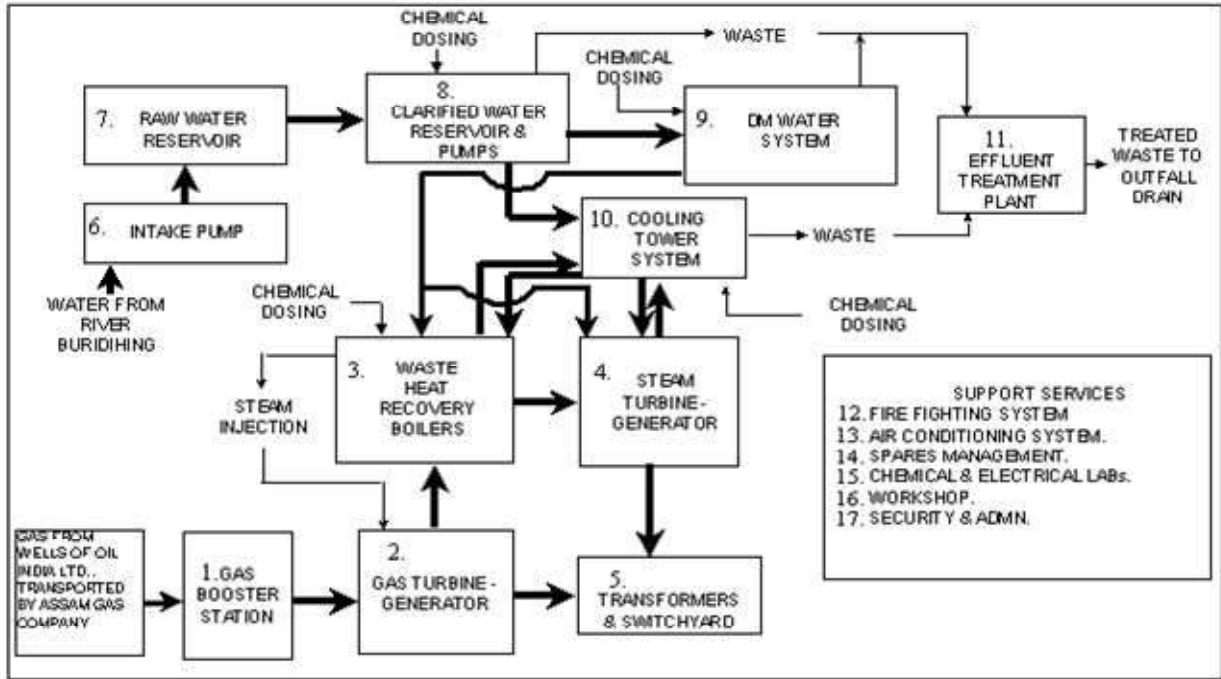 CHEMICAL
DOSING
WASTE
CHEMICAL
DOSING
8.
CLARIFIED WATER
RESERVOIR &
PUMPS
7. RAW WATER
RESERVOIR
9. DM WATER
SYSTEM
11.
EFFLUENT
TREATMENT
PLANT
TREATED
WASTE TO
OUTFALL
DRAIN
6. INTAKE PUMP
10. COOLING
TOWER
SYSTEM
WASTE
WATER FROM
RIVER
BURIDIHING
CHEMICAL
DOSING
CHEMICAL
DOSING
3. WASTE
HEAT
RECOVERY
BOILERS
4. STEAM
TURBINE-
GENERATOR
STEAM
INJECTION
SUPPORT SERVICES
12. FIRE FIGHTING SYSTEM
13. AIR CONDITIONING SYSTEM.
14. SPARES MANAGEMENT.
15. CHEMICAL & ELECTRICAL LABs.
16. WORKSHOP.
17. SECURITY & ADMN.
GAS FROM
WELLS OF OIL
INDIA LTD.,
TRANSPORTED
BY ASSAM GAS
COMPANY
1. GAS
BOOSTER
STATION
2.
GAS TURBINE-
GENERATOR
5.
TRANSFORMERS
& SWITCHYARD